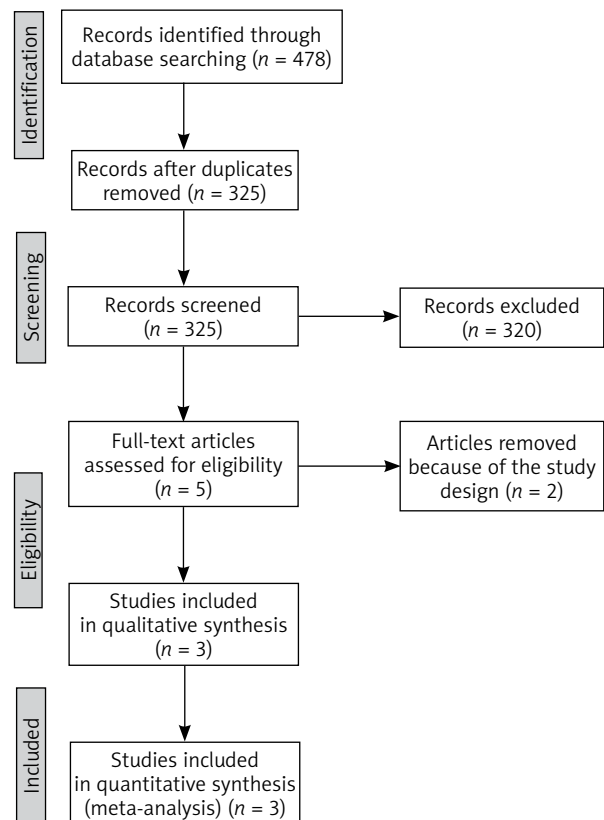 Identification
Records identified through
database searching (n = 478)
Records after duplicates
removed (n = 325)
Screening
Records screened
(n = 325)
Records excluded
(n = 320)
Eligibility
Full-text articles
assessed for eligibility
(n = 5)
Articles removed
because of the study
design (n = 2)
Studies included
in qualitative synthesis
(n = 3)
Included
Studies included
in quantitative synthesis
(meta-analysis) (n = 3)